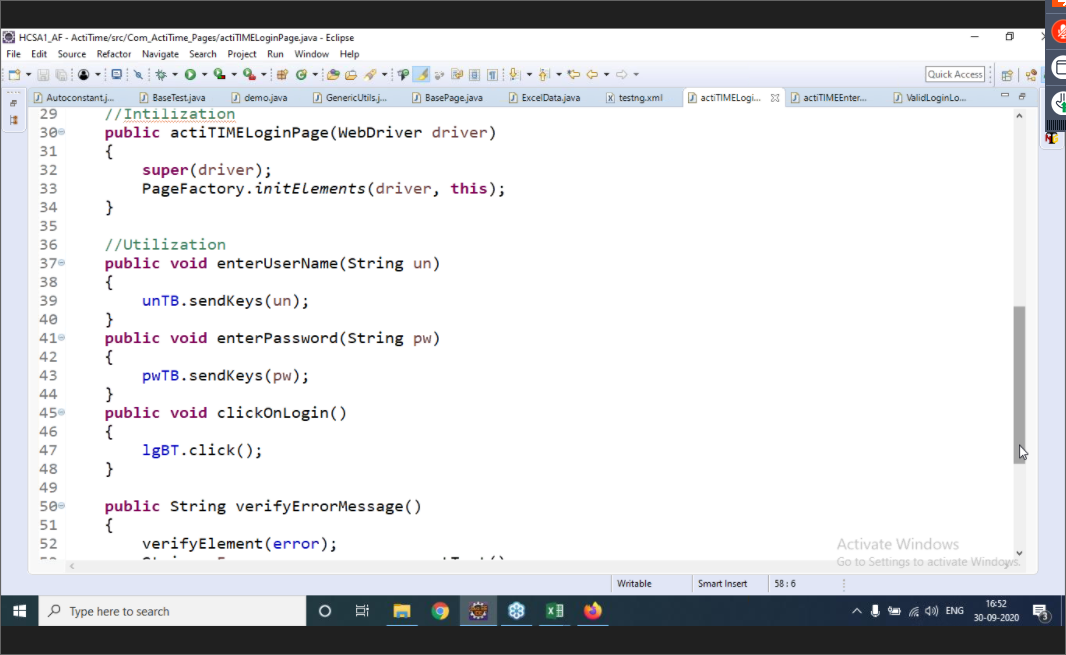 HCSA1_AF - ActiTime/src/Com_ActiTime_Pages/actiTIMELoginPage.java - Eclipse
File Edit Source Refactor Navigate Search Project Run Window Help
Quick Access
Autoconstant.j... BaseTest.java demo.java GenericUtils.j... BasePage.java ExcelData.java testng.xml actiTIMELogi... actiTIMEEnter... ValidLoginLo...
29 //Intilization
30 public actiTIMELoginPage(WebDriver driver)
31 {
32 super(driver);
33 PageFactory.initElements(driver, this);
34 }
35
36 //Utilization
37 public void enterUserName(String un)
38 {
39 unTB.sendKeys(un);
40 }
41 public void enterPassword(String pw)
42 {
43 pwTB.sendKeys(pw);
44 }
45 public void clickOnLogin()
46 {
47 lgBT.click();
48 }
49
50 public String verifyErrorMessage()
51 {
52 verifyElement(error);
Activate Windows
Go to Settings to activate Windows.
Writable Smart Insert 58 : 6
Type here to search
ENG
16:52
30-09-2020
3